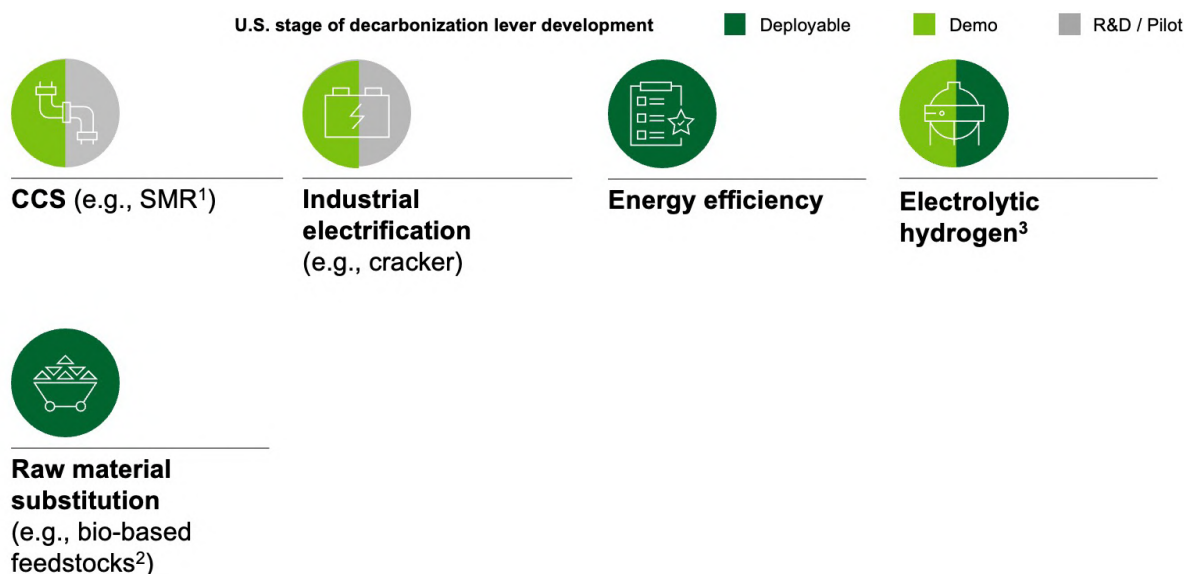 U.S. stage of decarbonization lever development
Deployable
Demo
R&D / Pilot
CCS (e.g., SMR¹)
Industrial
electrification
(e.g., cracker)
Energy efficiency
Electrolytic
hydrogen³
Raw material
substitution
(e.g., bio-based
feedstocks²)